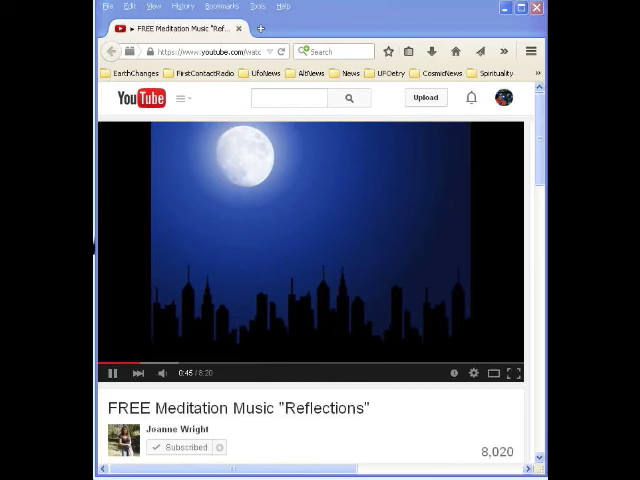 File Edit View History Bookmarks Tools Help
► FREE Meditation Music "Ref...
https://www.youtube.com/watc Search
EarthChanges FirstContactRadio UfoNews AltNews News UFOetry CosmicNews Spirituality
YouTube Upload
0:45 / 8:20
FREE Meditation Music "Reflections"
Joanne Wright
Subscribed
8,020